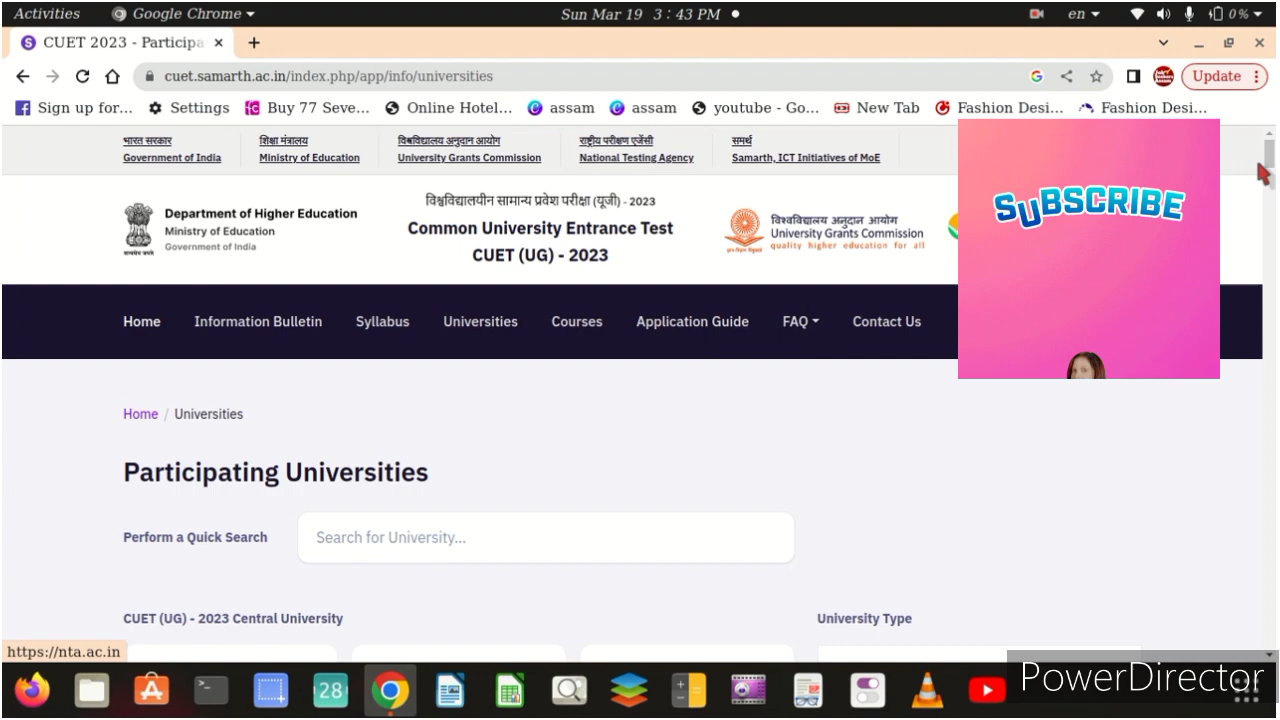 Activities
Google Chrome
Sun Mar 19 3 : 43 PM
en
0 %
CUET 2023 - Participa
cuet.samarth.ac.in/index.php/app/info/universities
Update
Sign up for...
Settings
Buy 77 Seve...
Online Hotel...
assam
assam
youtube - Go...
New Tab
Fashion Desi...
Fashion Desi...
भारत सरकार
Government of India
शिक्षा मंत्रालय
Ministry of Education
विश्वविद्यालय अनुदान आयोग
University Grants Commission
राष्ट्रीय परीक्षण एजेंसी
National Testing Agency
समर्थ
Samarth, ICT Initiatives of MoE
Department of Higher Education
Ministry of Education
Government of India
सत्यमेव जयते
विश्वविद्यालयीन सामान्य प्रवेश परीक्षा (यूजी) - 2023
Common University Entrance Test
CUET (UG) - 2023
विश्वविद्यालय अनुदान आयोग
University Grants Commission
quality higher education for all
SUBSCRIBE
Home
Information Bulletin
Syllabus
Universities
Courses
Application Guide
FAQ
Contact Us
Home / Universities
Participating Universities
Perform a Quick Search
Search for University...
CUET (UG) - 2023 Central University
University Type
https://nta.ac.in
28
PowerDirector